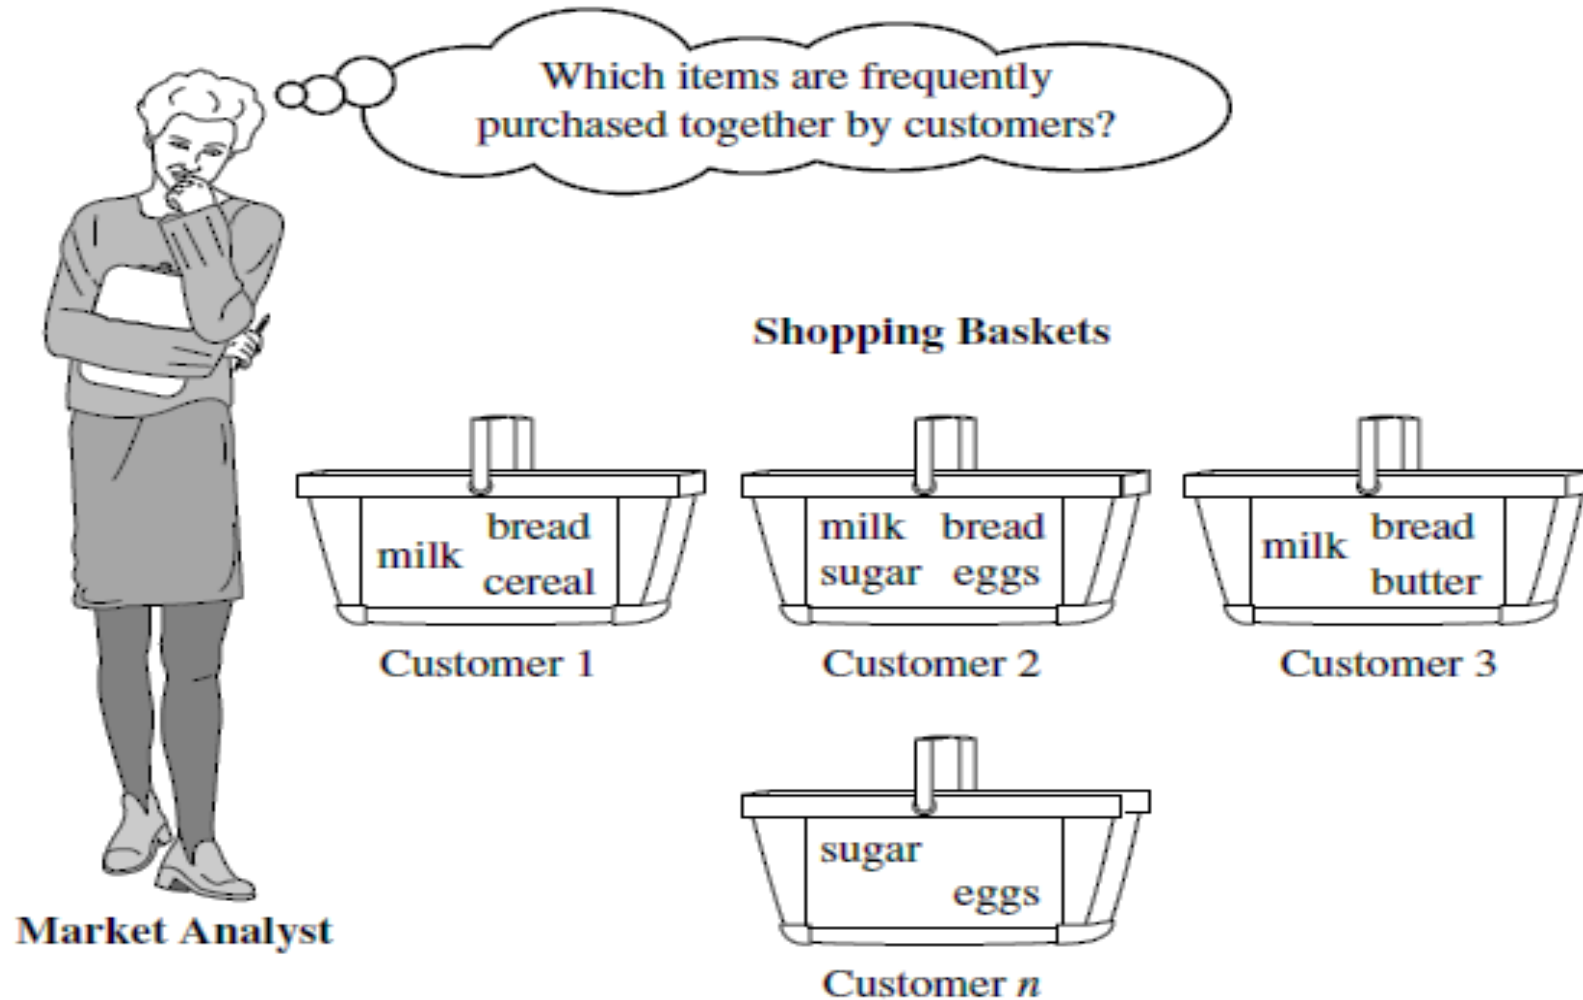 Which items are frequently
purchased together by customers?
Shopping Baskets
milk bread
cereal
Customer 1
milk bread
sugar eggs
Customer 2
milk bread
butter
Customer 3
sugar
eggs
Customer n
Market Analyst